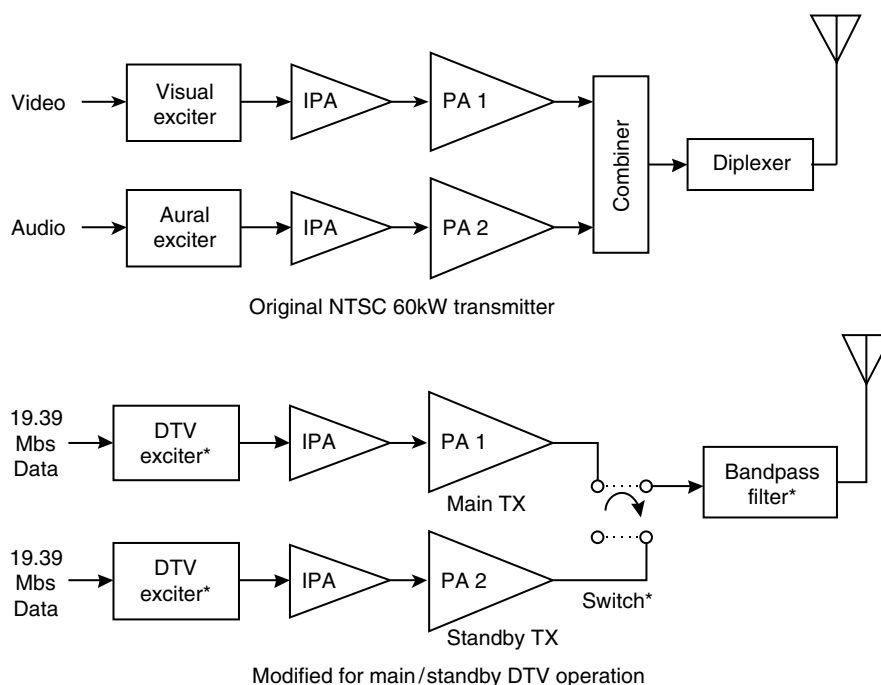 Video
Visual
exciter
IPA
PA 1
Combiner
Diplexer
Audio
Aural
exciter
IPA
PA 2
Original NTSC 60kW transmitter
19.39
Mbs
Data
DTV
exciter*
IPA
PA 1
Main TX
Bandpass
filter*
19.39
Mbs
Data
DTV
exciter*
IPA
PA 2
Standby TX
Switch*
Modified for main/standby DTV operation